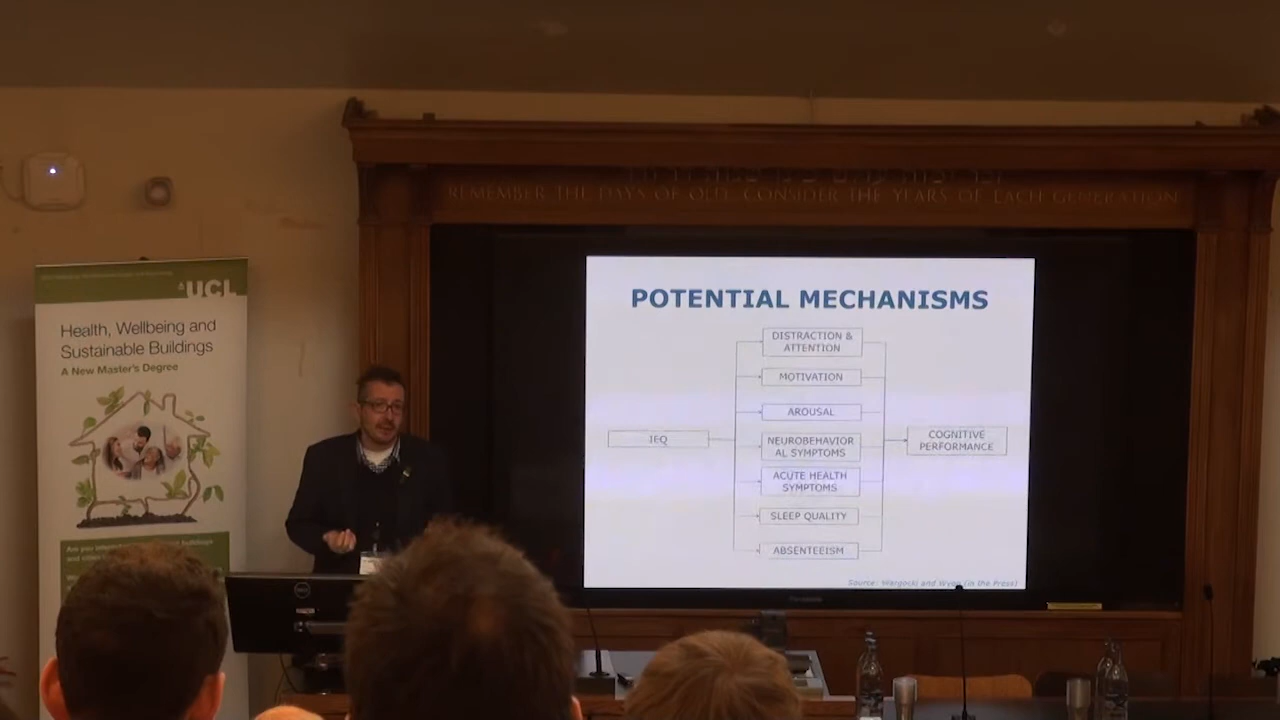 REMEMBER THE DAYS OF OLD CONSIDER THE YEARS OF EACH GENERATION
UCL
Health, Wellbeing and
Sustainable Buildings
A New Master's Degree
POTENTIAL MECHANISMS
DISTRACTION &
ATTENTION
MOTIVATION
AROUSAL
IEQ
NEUROBEHAVIOR
AL SYMPTOMS
COGNITIVE
PERFORMANCE
ACUTE HEALTH
SYMPTOMS
SLEEP QUALITY
ABSENTEEISM
Source: Wargocki and Wyon (in the Press)
DELL